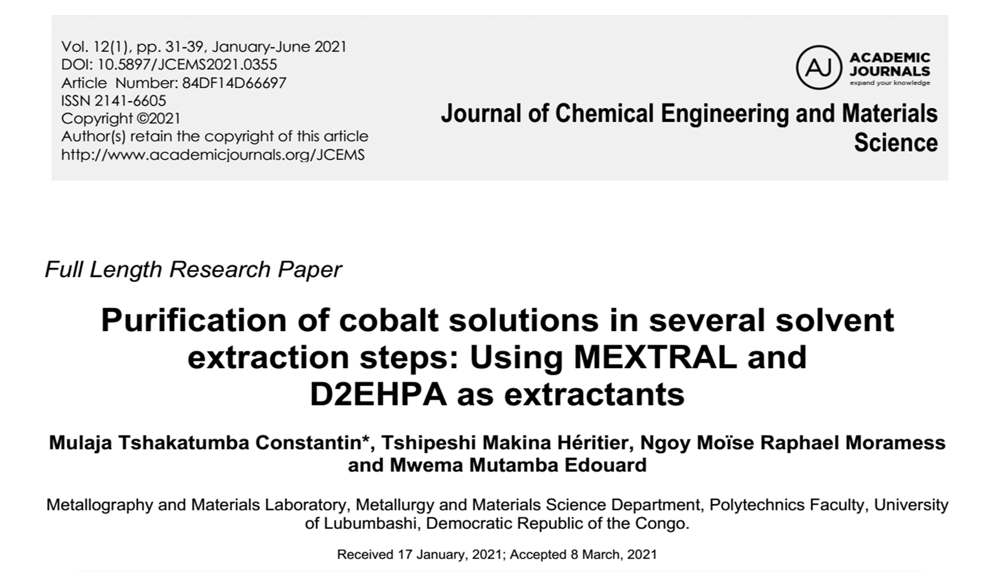 Vol. 12(1), pp. 31-39, January-June 2021
DOI: 10.5897/JCEMS2021.0355
Article Number: 84DF14D66697
ISSN 2141-6605
Copyright ©2021
Author(s) retain the copyright of this article
http://www.academicjournals.org/JCEMS
AJ
ACADEMIC
JOURNALS
expand your knowledge
Journal of Chemical Engineering and Materials
Science
Full Length Research Paper
Purification of cobalt solutions in several solvent
extraction steps: Using MEXTRAL and
D2EHPA as extractants
Mulaja Tshakatumba Constantin*, Tshipeshi Makina Héritier, Ngoy Moïse Raphael Moramess
and Mwema Mutamba Edouard
Metallography and Materials Laboratory, Metallurgy and Materials Science Department, Polytechnics Faculty, University
of Lubumbashi, Democratic Republic of the Congo.
Received 17 January, 2021; Accepted 8 March, 2021